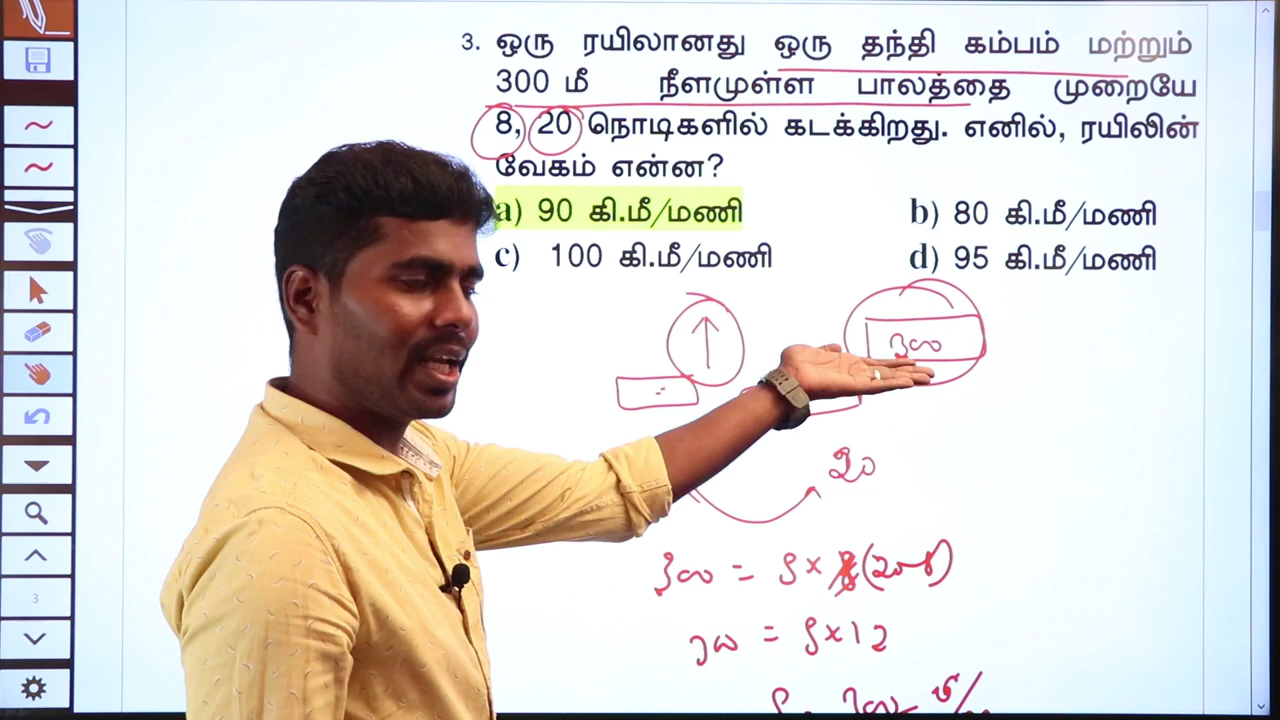 3. ஒரு ரயிலானது ஒரு தந்தி கம்பம் மற்றும்
300 மீ நீளமுள்ள பாலத்தை முறையே
8, 20 நொடிகளில் கடக்கிறது. எனில், ரயிலின்
வேகம் என்ன?
a) 90 கி.மீ/மணி b) 80 கி.மீ/மணி
c) 100 கி.மீ/மணி d) 95 கி.மீ/மணி
300
20
300 = S × (20-8)
300 = S × 12
3